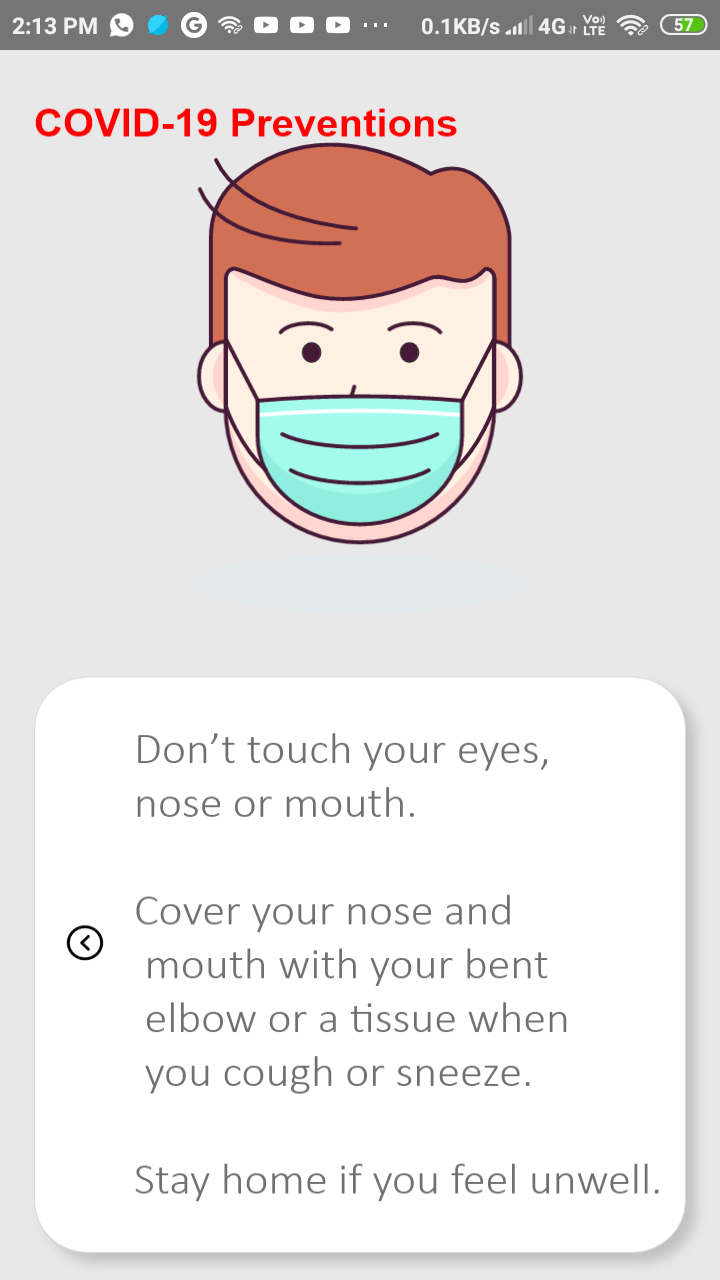 2:13 PM 0.1KB/s 4G Vo) LTE 57
COVID-19 Preventions
Don’t touch your eyes,
nose or mouth.
Cover your nose and
mouth with your bent
elbow or a tissue when
you cough or sneeze.
Stay home if you feel unwell.